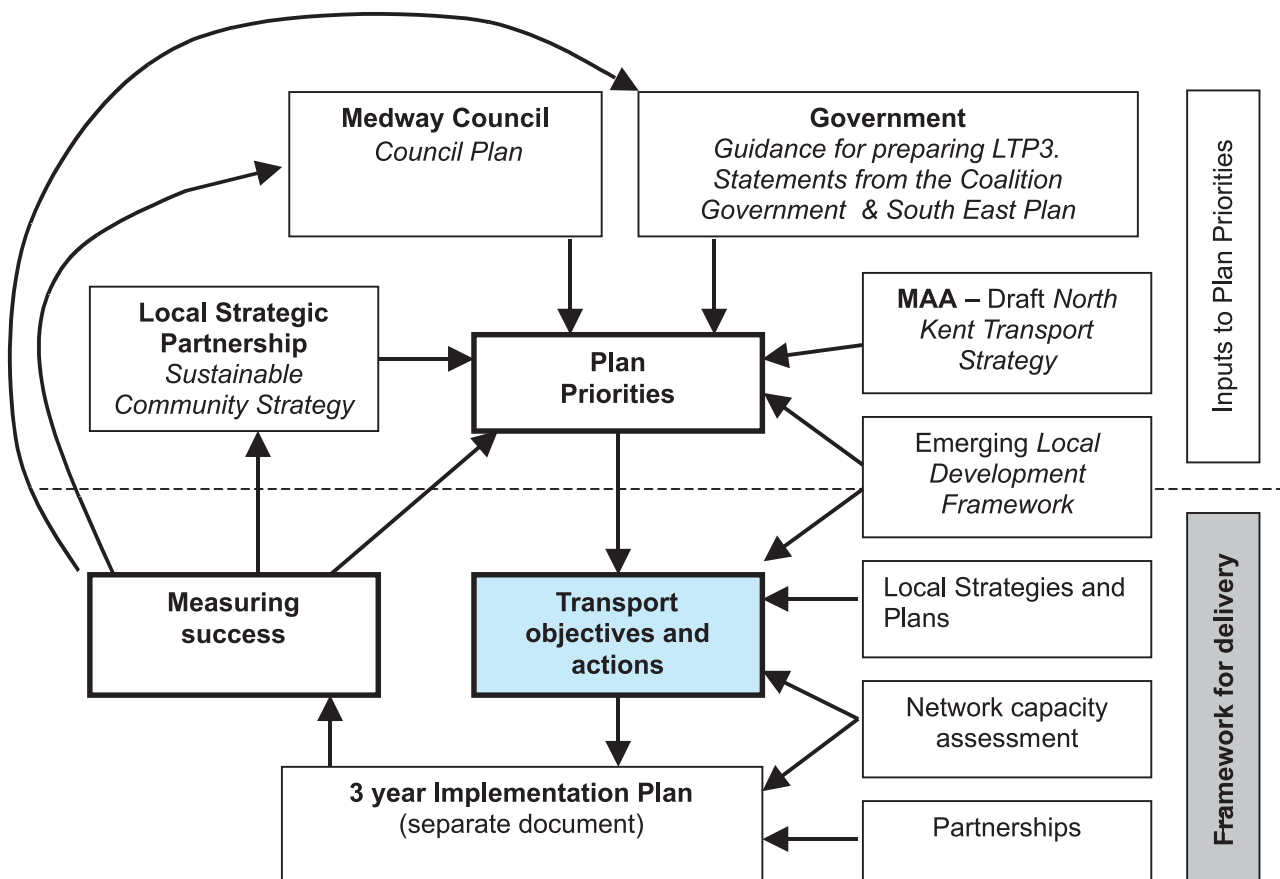 Medway Council
Council Plan
Government
Guidance for preparing LTP3.
Statements from the Coalition
Government & South East Plan
Inputs to Plan Priorities
Local Strategic
Partnership
Sustainable
Community Strategy
Plan
Priorities
MAA – Draft North
Kent Transport
Strategy
Emerging Local
Development
Framework
Measuring
success
Transport
objectives and
actions
Local Strategies and
Plans
Network capacity
assessment
Framework for delivery
3 year Implementation Plan
(separate document)
Partnerships